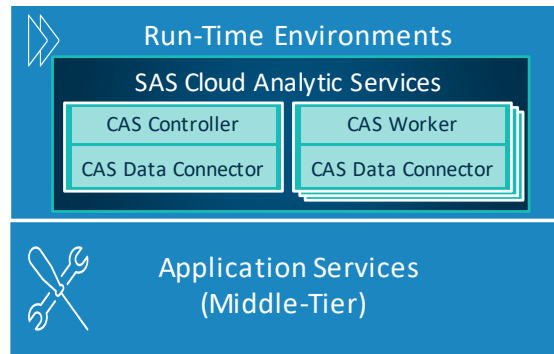 Run-Time Environments
SAS Cloud Analytic Services
CAS Controller
CAS Data Connector
CAS Worker
CAS Data Connector
Application Services
(Middle-Tier)